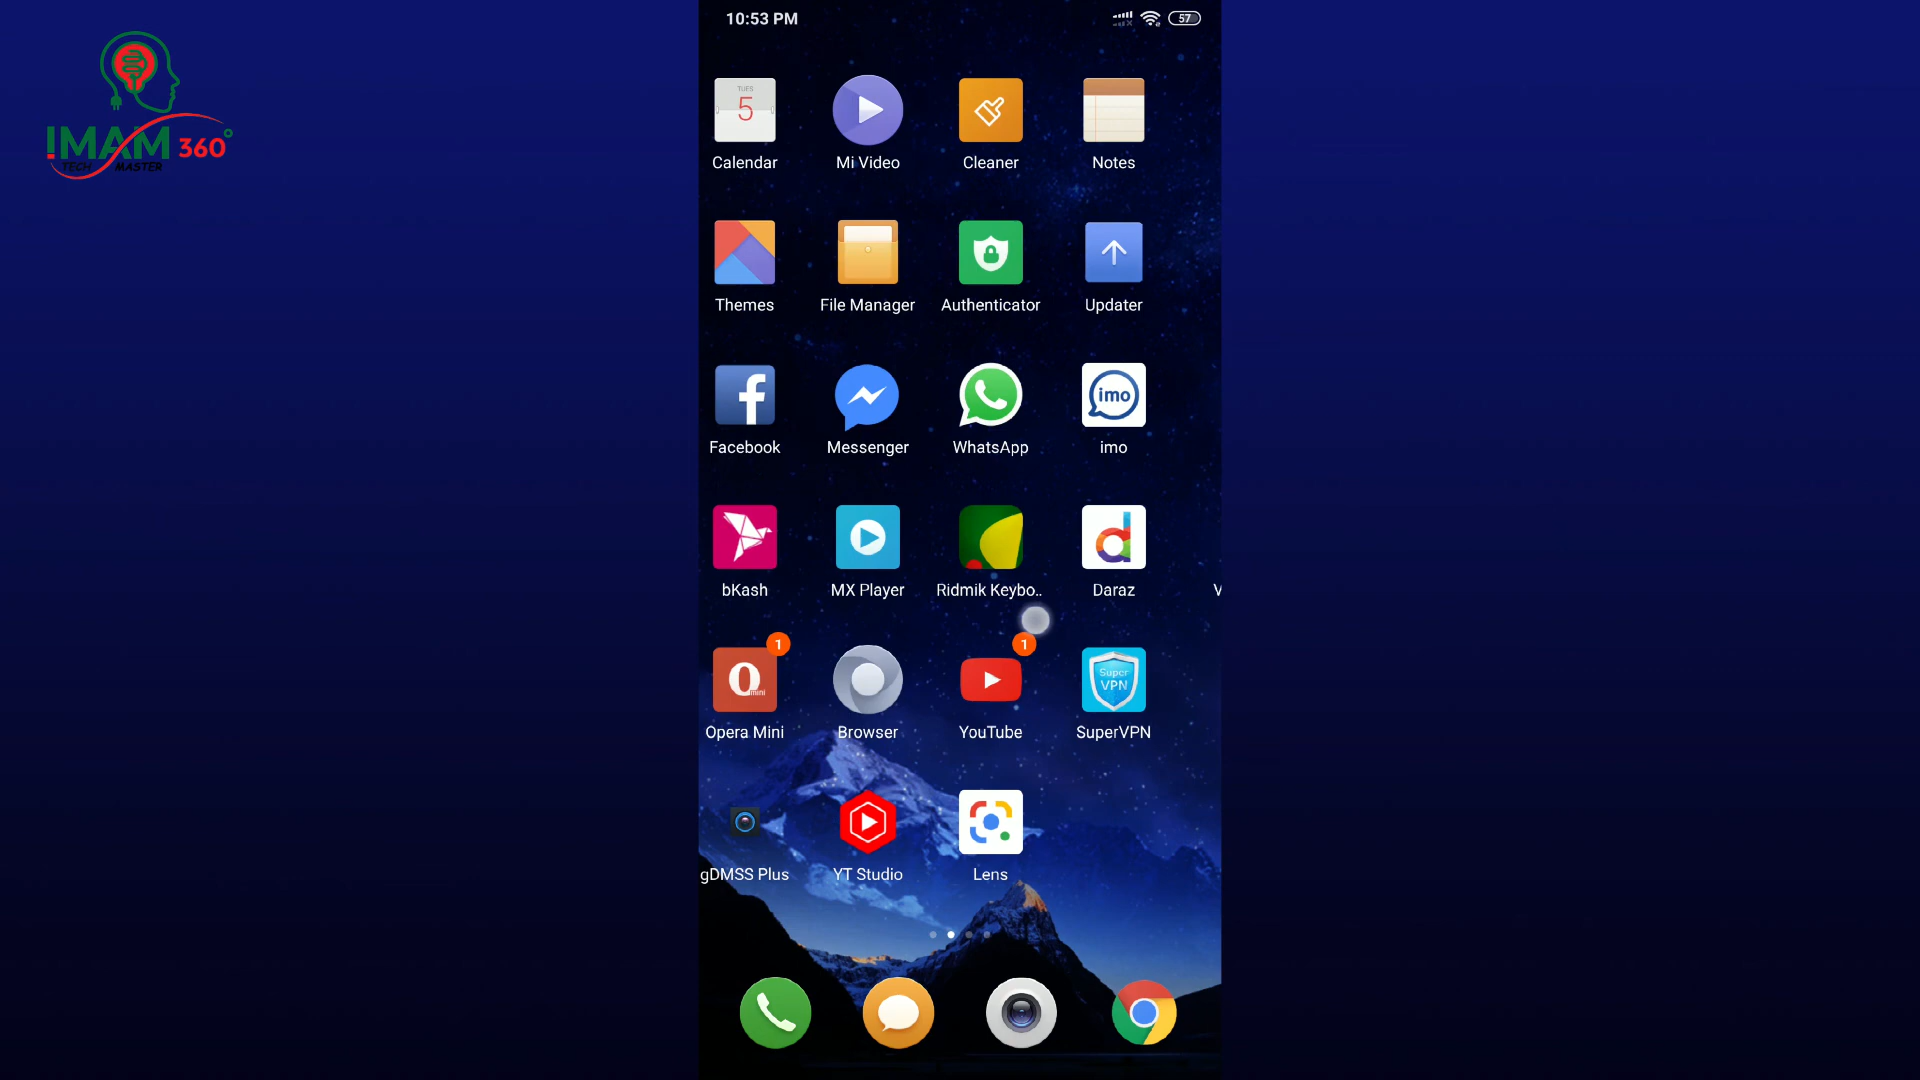 10:53 PM
57
IMAM 360°
TECH MASTER
TUES
5
Calendar
Mi Video
Cleaner
Notes
Themes
File Manager
Authenticator
Updater
imo
Facebook
Messenger
WhatsApp
imo
bKash
MX Player
Ridmik Keybo..
Daraz
V
1
1
O
mini
Super
VPN
Opera Mini
Browser
YouTube
SuperVPN
gDMSS Plus
YT Studio
Lens